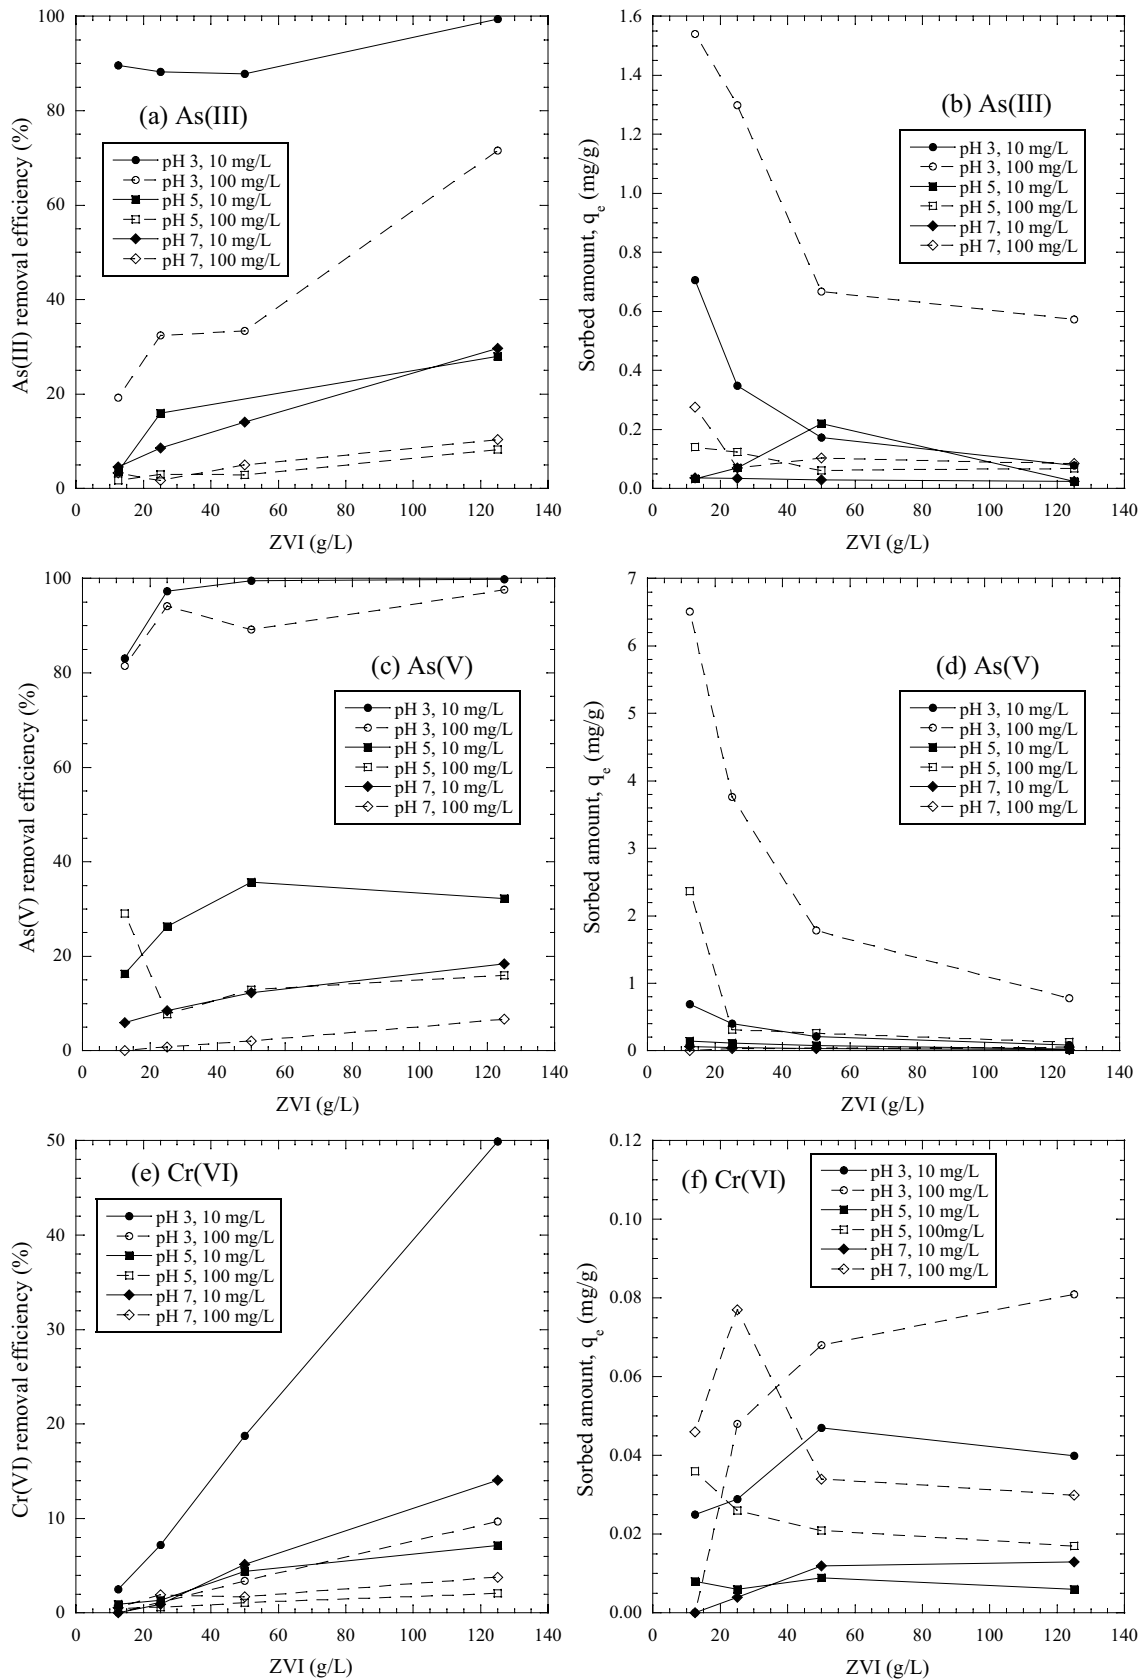 As(III) removal efficiency (%)
100
80
60
40
20
0
(a) As(III)
pH 3, 10 mg/L
pH 3, 100 mg/L
pH 5, 10 mg/L
pH 5, 100 mg/L
pH 7, 10 mg/L
pH 7, 100 mg/L
0 20 40 60 80 100 120 140
ZVI (g/L)
Sorbed amount, qe (mg/g)
1.6
1.4
1.2
1.0
0.8
0.6
0.4
0.2
0.0
(b) As(III)
pH 3, 10 mg/L
pH 3, 100 mg/L
pH 5, 10 mg/L
pH 5, 100 mg/L
pH 7, 10 mg/L
pH 7, 100 mg/L
0 20 40 60 80 100 120 140
ZVI (g/L)
As(V) removal efficiency (%)
100
80
60
40
20
0
(c) As(V)
pH 3, 10 mg/L
pH 3, 100 mg/L
pH 5, 10 mg/L
pH 5, 100 mg/L
pH 7, 10 mg/L
pH 7, 100 mg/L
0 20 40 60 80 100 120 140
ZVI (g/L)
Sorbed amount, qe (mg/g)
7
6
5
4
3
2
1
0
(d) As(V)
pH 3, 10 mg/L
pH 3, 100 mg/L
pH 5, 10 mg/L
pH 5, 100 mg/L
pH 7, 10 mg/L
pH 7, 100 mg/L
0 20 40 60 80 100 120 140
ZVI (g/L)
Cr(VI) removal efficiency (%)
50
40
30
20
10
0
(e) Cr(VI)
pH 3, 10 mg/L
pH 3, 100 mg/L
pH 5, 10 mg/L
pH 5, 100 mg/L
pH 7, 10 mg/L
pH 7, 100 mg/L
0 20 40 60 80 100 120 140
ZVI (g/L)
Sorbed amount, qe (mg/g)
0.12
0.10
0.08
0.06
0.04
0.02
0.00
(f) Cr(VI)
pH 3, 10 mg/L
pH 3, 100 mg/L
pH 5, 10 mg/L
pH 5, 100mg/L
pH 7, 10 mg/L
pH 7, 100 mg/L
0 20 40 60 80 100 120 140
ZVI (g/L)